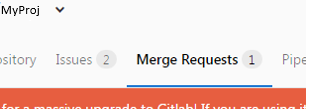 MyProj
ository Issues 2 Merge Requests 1 Pipe
for a massive upgrade to Gitlab! If you are using it